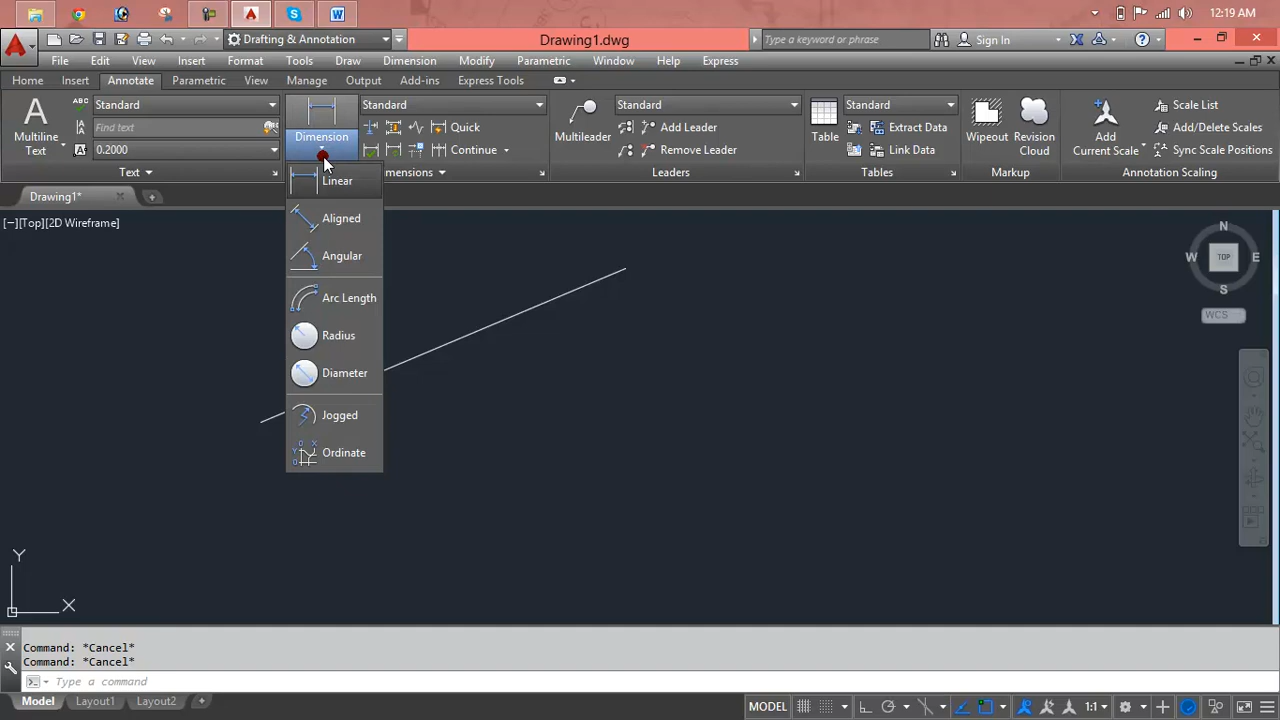 12:19 AM
Drafting & Annotation
Drawing1.dwg
Type a keyword or phrase
Sign In
File Edit View Insert Format Tools Draw Dimension Modify Parametric Window Help Express
Home Insert Annotate Parametric View Manage Output Add-ins Express Tools
Multiline Text
Standard
Find text
0.2000
Text
Dimension
Standard
Quick
Continue
mensions
Multileader
Standard
Add Leader
Remove Leader
Leaders
Table
Standard
Extract Data
Link Data
Tables
Wipeout
Revision Cloud
Markup
Add Current Scale
Scale List
Add/Delete Scales
Sync Scale Positions
Annotation Scaling
Drawing1*
[−][Top][2D Wireframe]
Linear
Aligned
Angular
Arc Length
Radius
Diameter
Jogged
Ordinate
N
W TOP E
S
WCS
Y
X
Command: *Cancel*
Command: *Cancel*
Type a command
Model Layout1 Layout2
MODEL
1:1